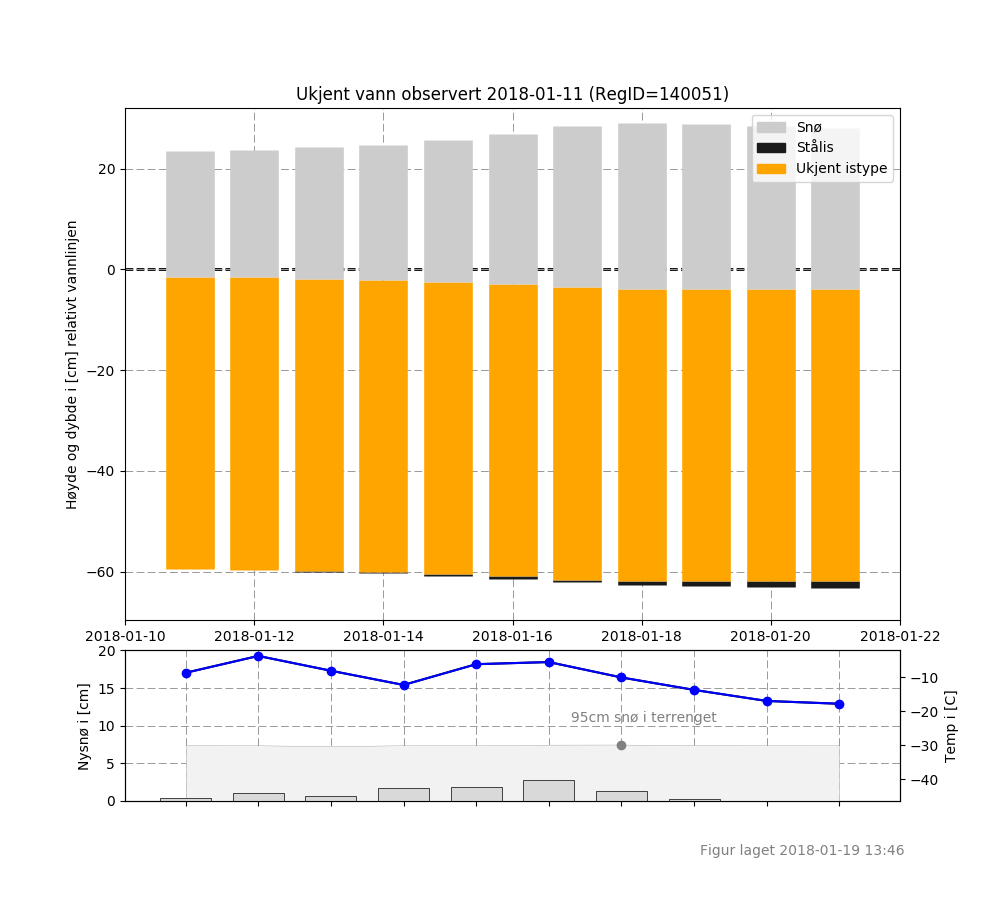 Ukjent vann observert 2018-01-11 (RegID=140051)
Snø
Stålis
Ukjent istype
Høyde og dybde i [cm] relativt vannlinjen
20
0
−20
−40
−60
2018-01-10 2018-01-12 2018-01-14 2018-01-16 2018-01-18 2018-01-20 2018-01-22
Nysnø i [cm]
20
15
10
5
0
95cm snø i terrenget
−10
−20
−30
−40
Temp i [C]
Figur laget 2018-01-19 13:46